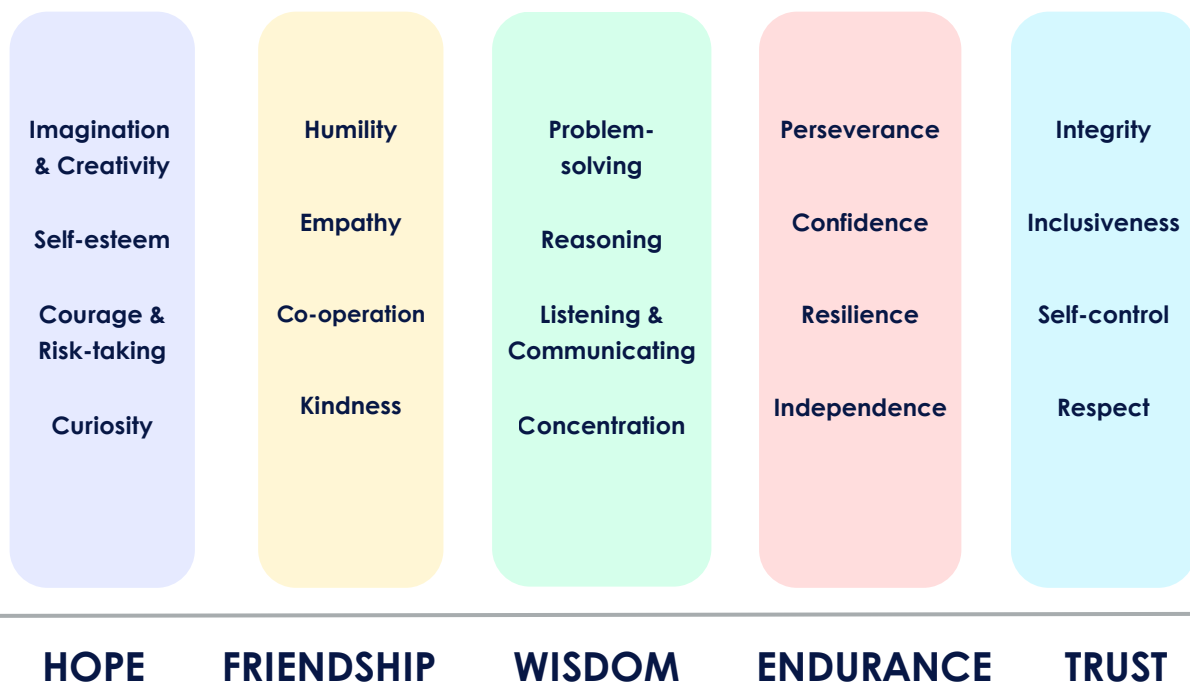 Imagination
& Creativity
Self-esteem
Courage &
Risk-taking
Curiosity
Humility
Empathy
Co-operation
Kindness
Problem-
solving
Reasoning
Listening &
Communicating
Concentration
Perseverance
Confidence
Resilience
Independence
Integrity
Inclusiveness
Self-control
Respect
HOPE
FRIENDSHIP
WISDOM
ENDURANCE
TRUST